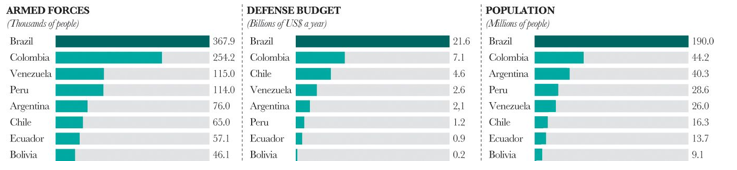 ARMED FORCES
(Thousands of people)
Brazil 367.9
Colombia 254.2
Venezuela 115.0
Peru 114.0
Argentina 76.0
Chile 65.0
Ecuador 57.1
Bolivia 46.1
DEFENSE BUDGET
(Billions of US$ a year)
Brazil 21.6
Colombia 7.1
Chile 4.6
Venezuela 2.6
Argentina 2,1
Peru 1.2
Ecuador 0.9
Bolivia 0.2
POPULATION
(Millions of people)
Brazil 190.0
Colombia 44.2
Argentina 40.3
Peru 28.6
Venezuela 26.0
Chile 16.3
Ecuador 13.7
Bolivia 9.1